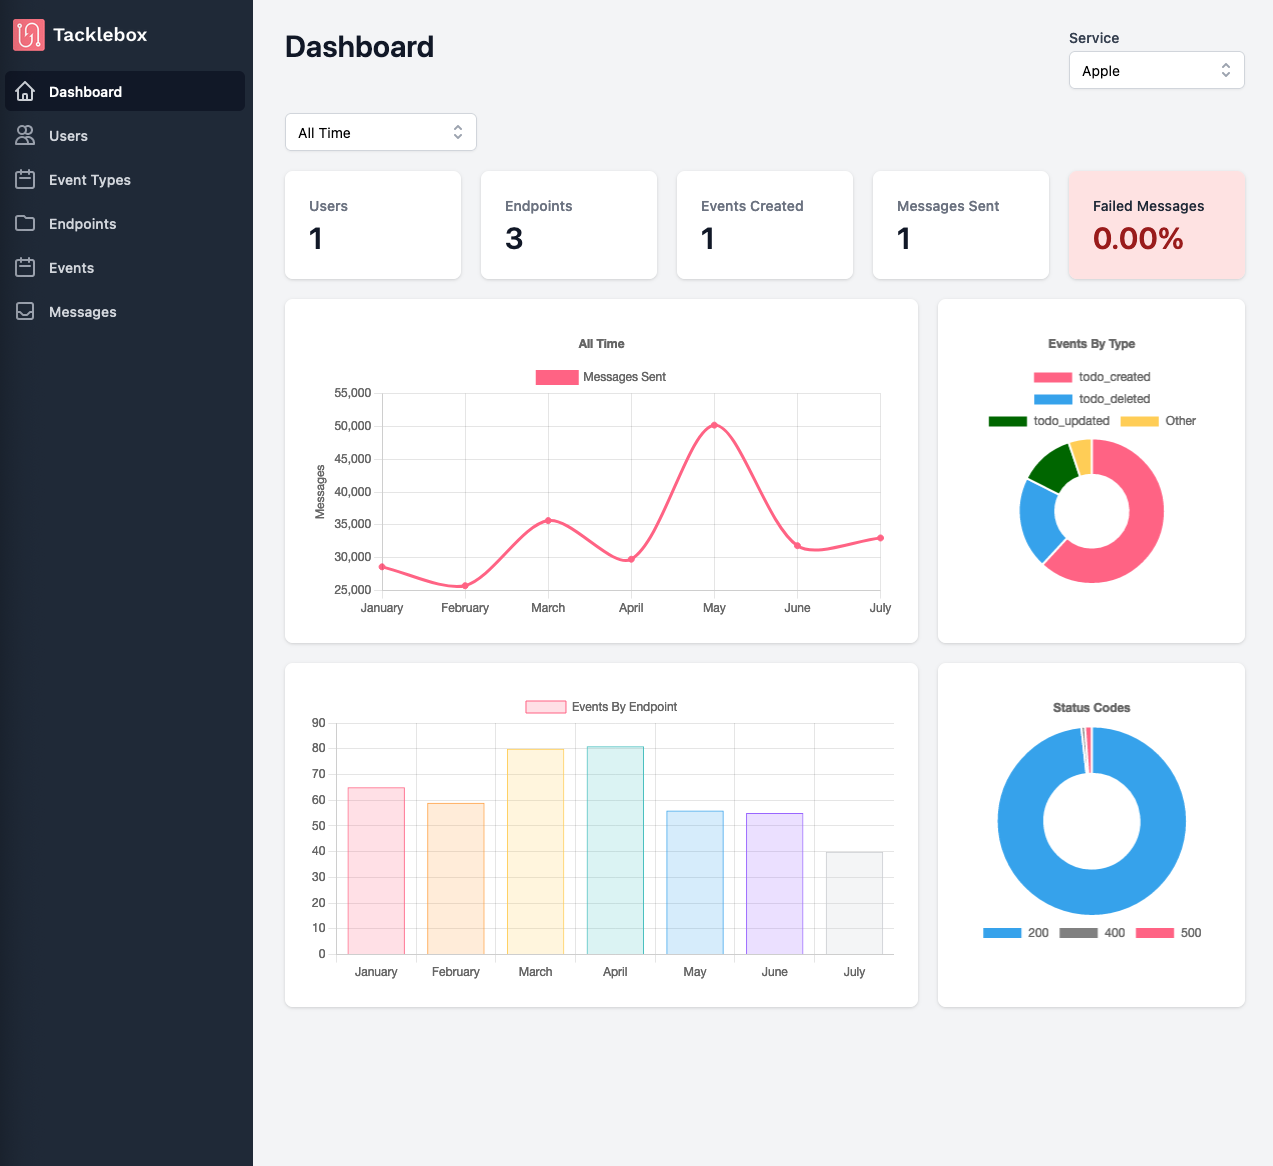 Tacklebox
Dashboard
Users
Event Types
Endpoints
Events
Messages
Dashboard
Service
Apple
All Time
Users
1
Endpoints
3
Events Created
1
Messages Sent
1
Failed Messages
0.00%
All Time
Messages Sent
55,000
50,000
45,000
40,000
35,000
30,000
25,000
Messages
January February March April May June July
Events By Type
todo_created
todo_deleted
todo_updated Other
Events By Endpoint
90
80
70
60
50
40
30
20
10
0
January February March April May June July
Status Codes
200 400 500